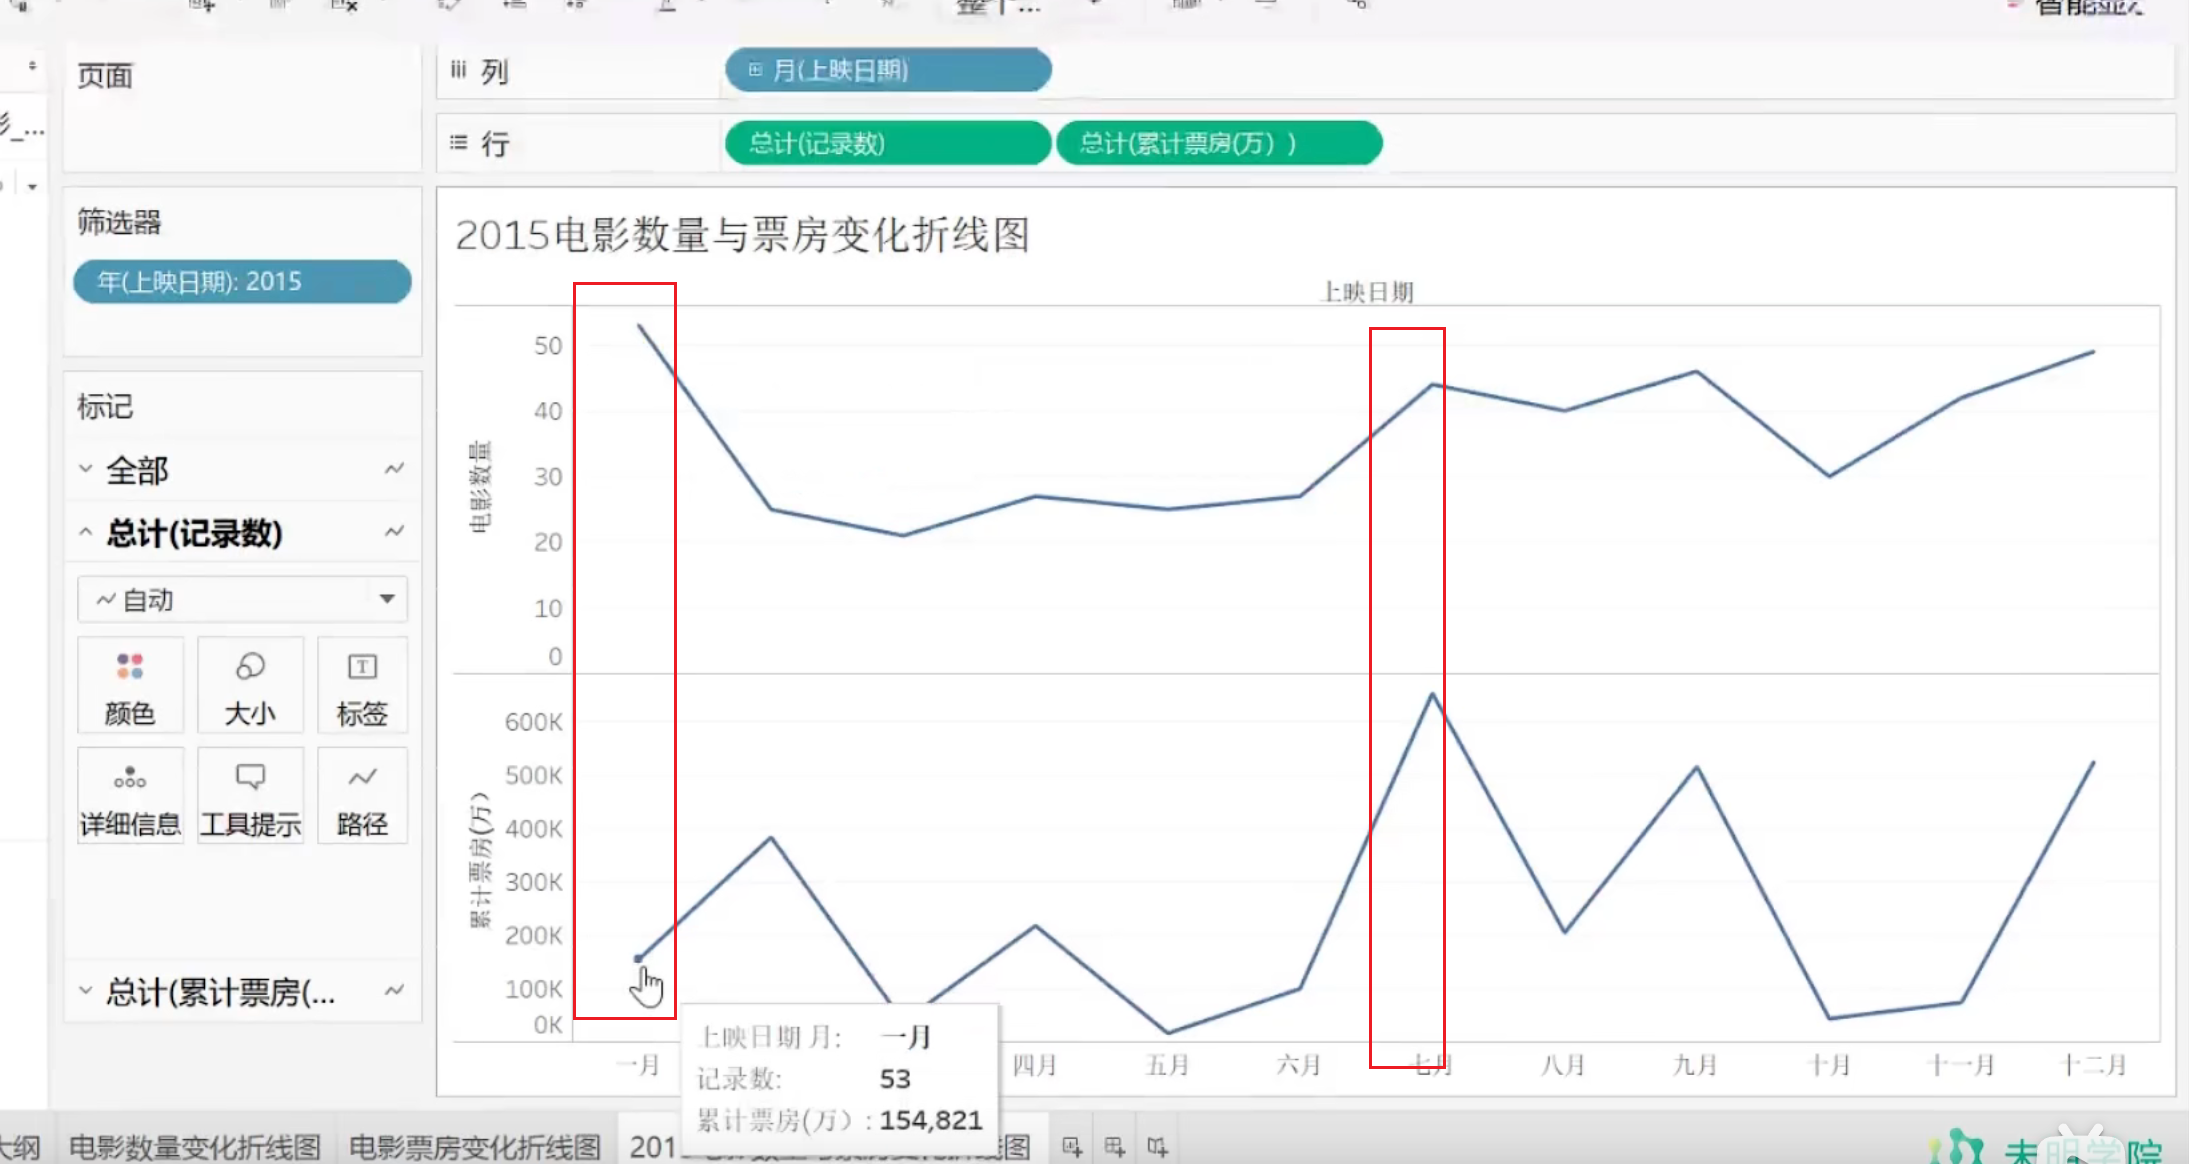 整个...
页面
列
月(上映日期)
行
总计(记录数)
总计(累计票房(万))
筛选器
年(上映日期): 2015
标记
全部
总计(记录数)
自动
颜色
大小
标签
详细信息
工具提示
路径
总计(累计票房(...
2015电影数量与票房变化折线图
上映日期
电影数量
50
40
30
20
10
0
累计票房(万)
600K
500K
400K
300K
200K
100K
0K
一月
四月
五月
六月
七月
八月
九月
十月
十一月
十二月
上映日期 月: 一月
记录数: 53
累计票房(万): 154,821
大纲
电影数量变化折线图
电影票房变化折线图
201
图
未明学院